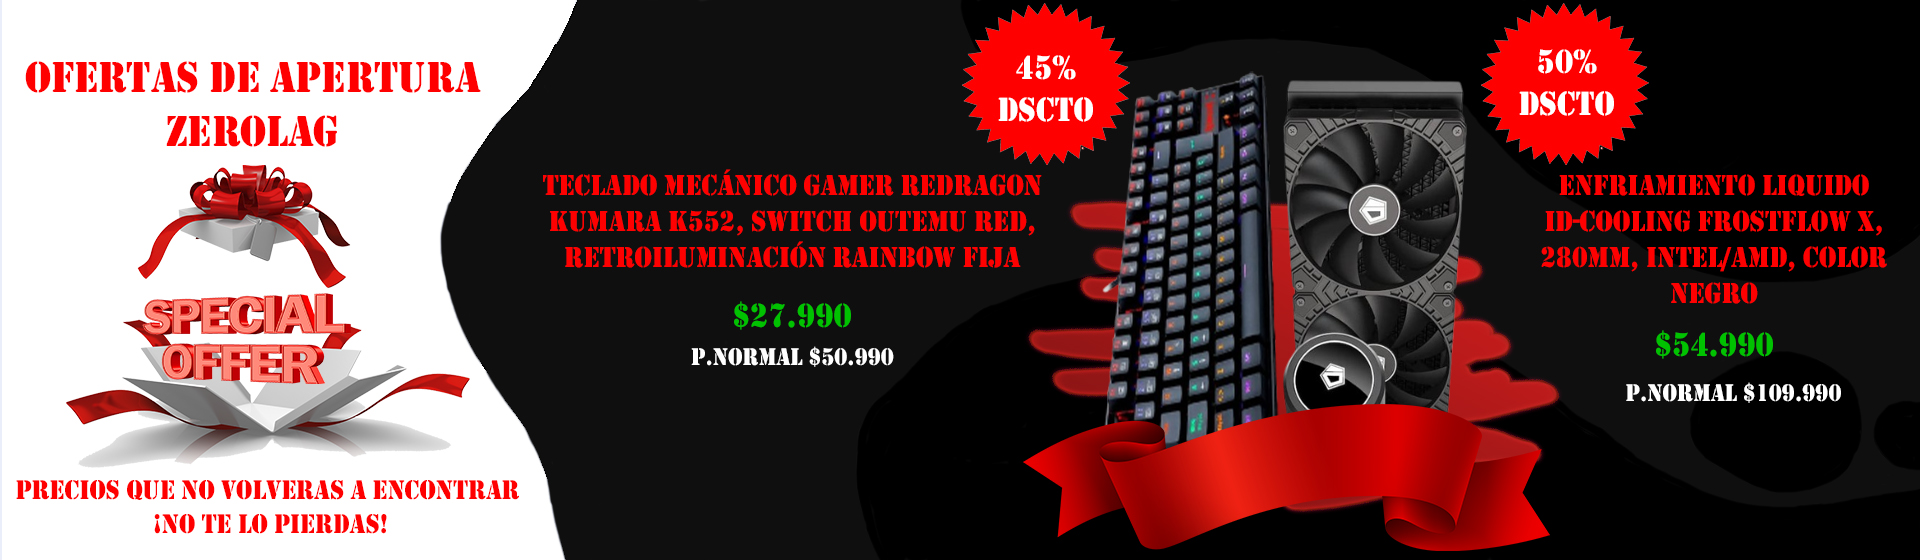 OFERTAS DE APERTURA
ZEROLAG
SPECIAL
OFFER
PRECIOS QUE NO VOLVERAS A ENCONTRAR
¡NO TE LO PIERDAS!
45%
DSCTO
TECLADO MECÁNICO GAMER REDRAGON
KUMARA K552, SWITCH OUTEMU RED,
RETROILUMINACIÓN RAINBOW FIJA
$27.990
P.NORMAL $50.990
50%
DSCTO
ENFRIAMIENTO LIQUIDO
ID-COOLING FROSTFLOW X,
280MM, INTEL/AMD, COLOR
NEGRO
$54.990
P.NORMAL $109.990